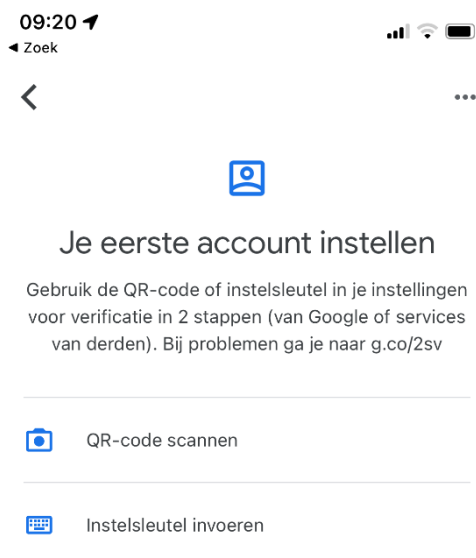 09:20
Zoek
Je eerste account instellen
Gebruik de QR-code of instelsleutel in je instellingen
voor verificatie in 2 stappen (van Google of services
van derden). Bij problemen ga je naar g.co/2sv
QR-code scannen
Instelsleutel invoeren